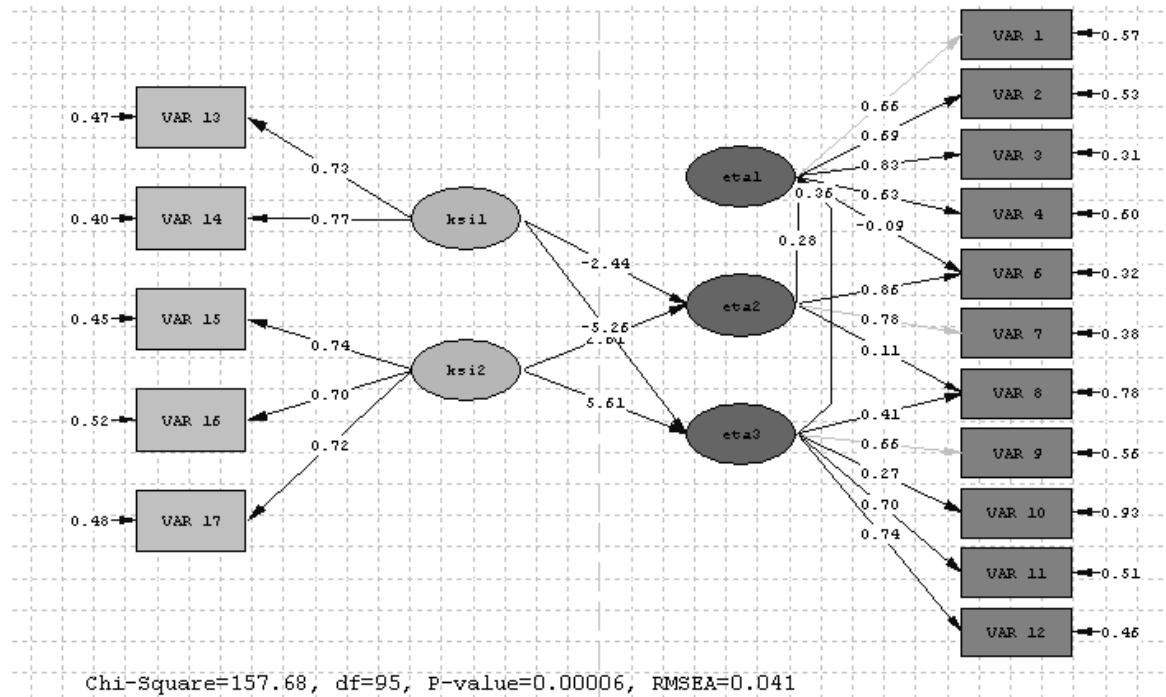 VAR 1
0.57
VAR 2
0.53
0.66
VAR 13
0.47
0.69
VAR 3
0.31
0.83
0.73
eta1
0.36
0.63
VAR 4
0.60
VAR 14
0.40
0.77
ksi1
-0.09
0.28
-2.44
VAR 6
0.32
0.86
eta2
VAR 15
0.45
0.78
-5.26
VAR 7
0.38
0.74
0.11
ksi2
VAR 8
0.78
0.70
5.61
0.41
VAR 16
0.52
eta3
0.66
0.72
VAR 9
0.56
0.27
VAR 10
0.93
0.70
VAR 17
0.48
0.74
VAR 11
0.51
VAR 12
0.46
Chi-Square=157.68, df=95, P-value=0.00006, RMSEA=0.041